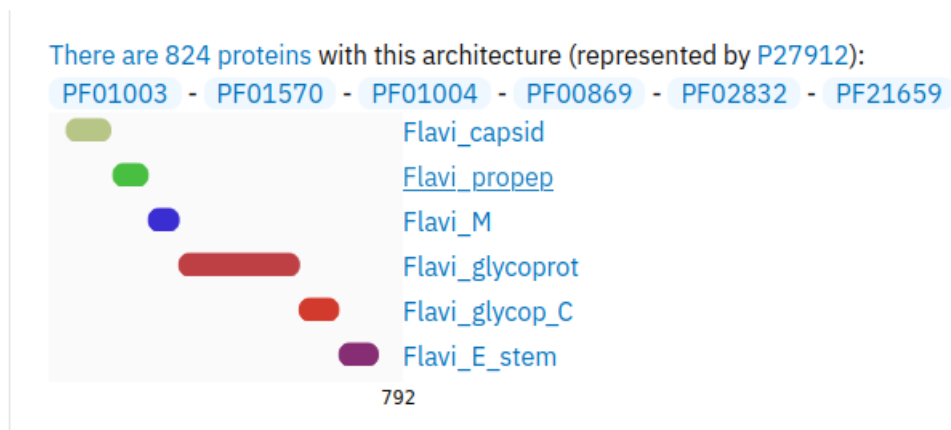 There are 824 proteins with this architecture (represented by P27912):
PF01003 - PF01570 - PF01004 - PF00869 - PF02832 - PF21659
Flavi_capsid
Flavi_propep
Flavi_M
Flavi_glycoprot
Flavi_glycop_C
Flavi_E_stem
792